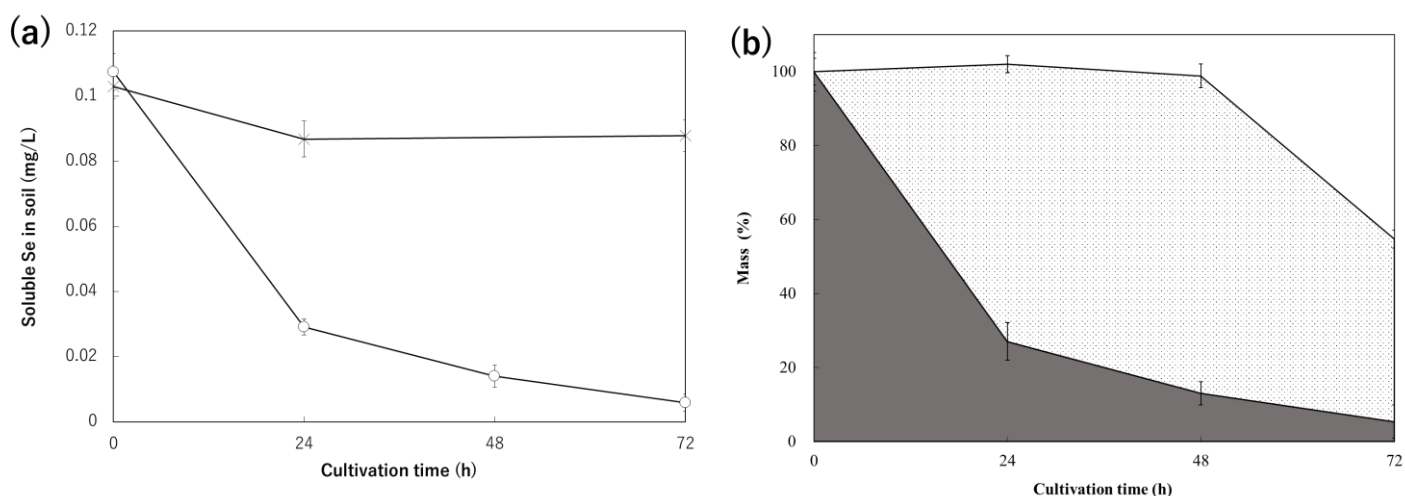 (a)
0.12
0.1
0.08
0.06
0.04
0.02
0
Soluble Se in soil (mg/L)
0 24 48 72
Cultivation time (h)
(b)
100
80
60
40
20
0
Mass (%)
0 24 48 72
Cultivation time (h)